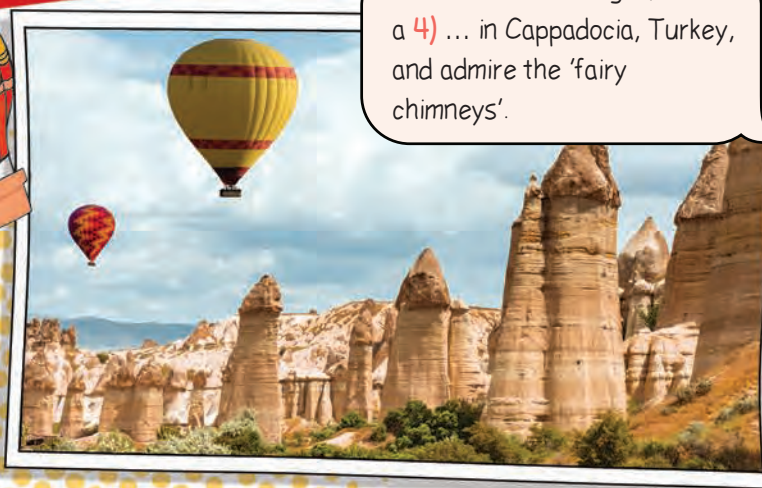 a 4) ... in Cappadocia, Turkey,
and admire the 'fairy
chimneys'.